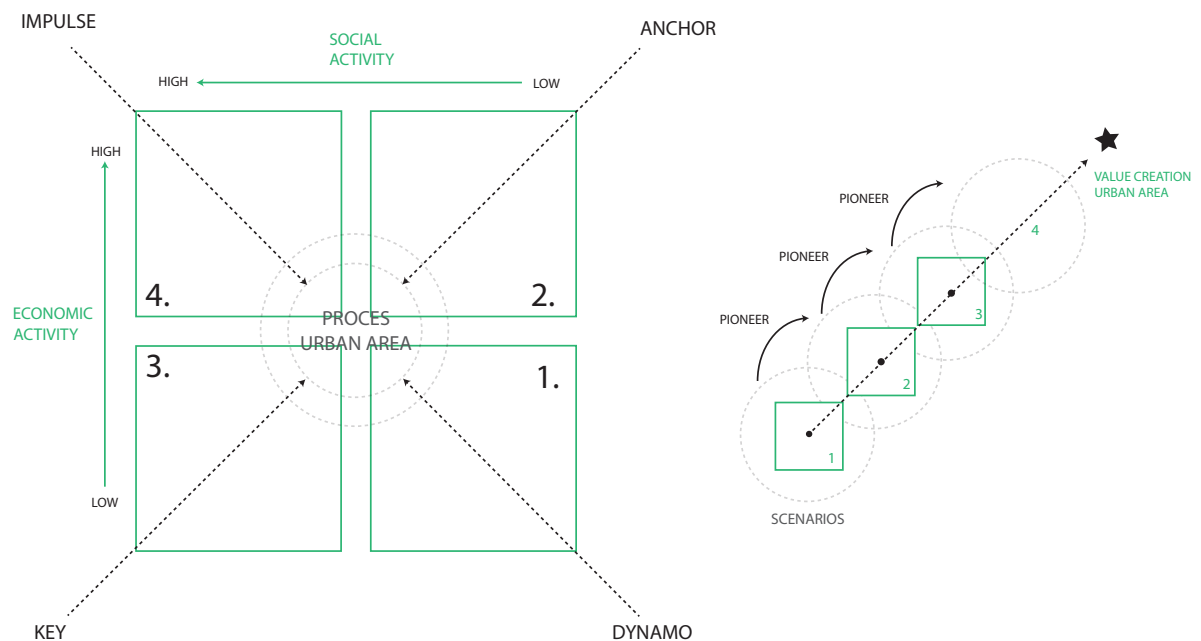 IMPULSE
SOCIAL
ACTIVITY
ANCHOR
HIGH
LOW
HIGH
ECONOMIC
ACTIVITY
LOW
4.
2.
PROCES
URBAN AREA
3.
1.
KEY
DYNAMO
VALUE CREATION
URBAN AREA
PIONEER
4
PIONEER
3
PIONEER
2
1
SCENARIOS